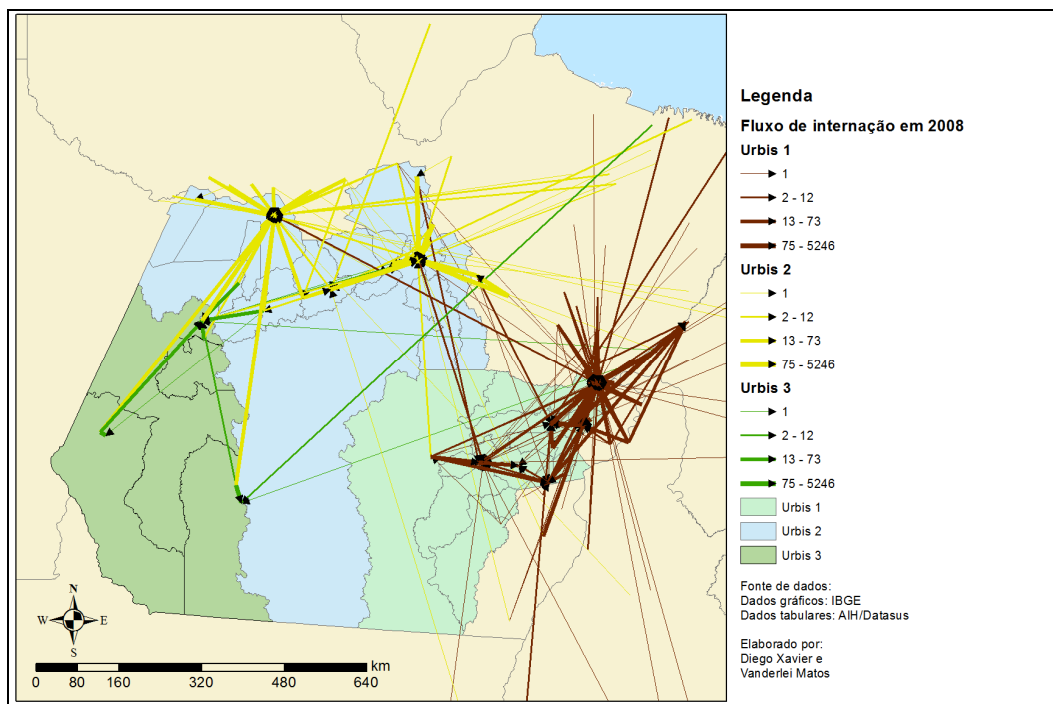 Legenda
Fluxo de internação em 2008
Urbis 1
1
2 - 12
13 - 73
75 - 5246
Urbis 2
1
2 - 12
13 - 73
75 - 5246
Urbis 3
1
2 - 12
13 - 73
75 - 5246
Urbis 1
Urbis 2
Urbis 3
Fonte de dados:
Dados gráficos: IBGE
Dados tabulares: AIH/Datasus
Elaborado por:
Diego Xavier e
Vanderlei Matos
N
W E
S
km
0 80 160 320 480 640